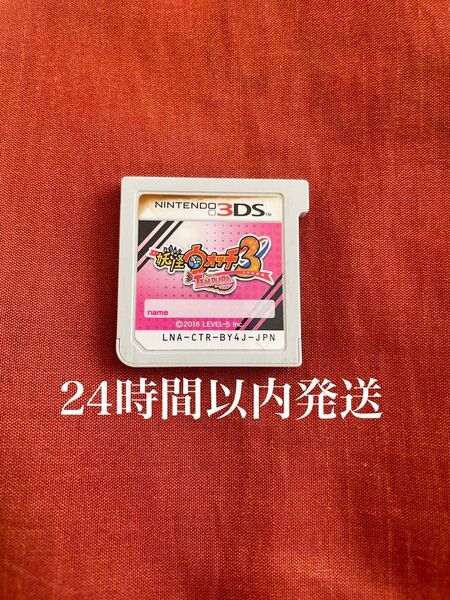 NINTENDO 3DS
妖怪ウォッチ3
TEMPURA
name
©2016 LEVEL-5 Inc.
LNA-CTR-BY4J-JPN
24時間以内発送